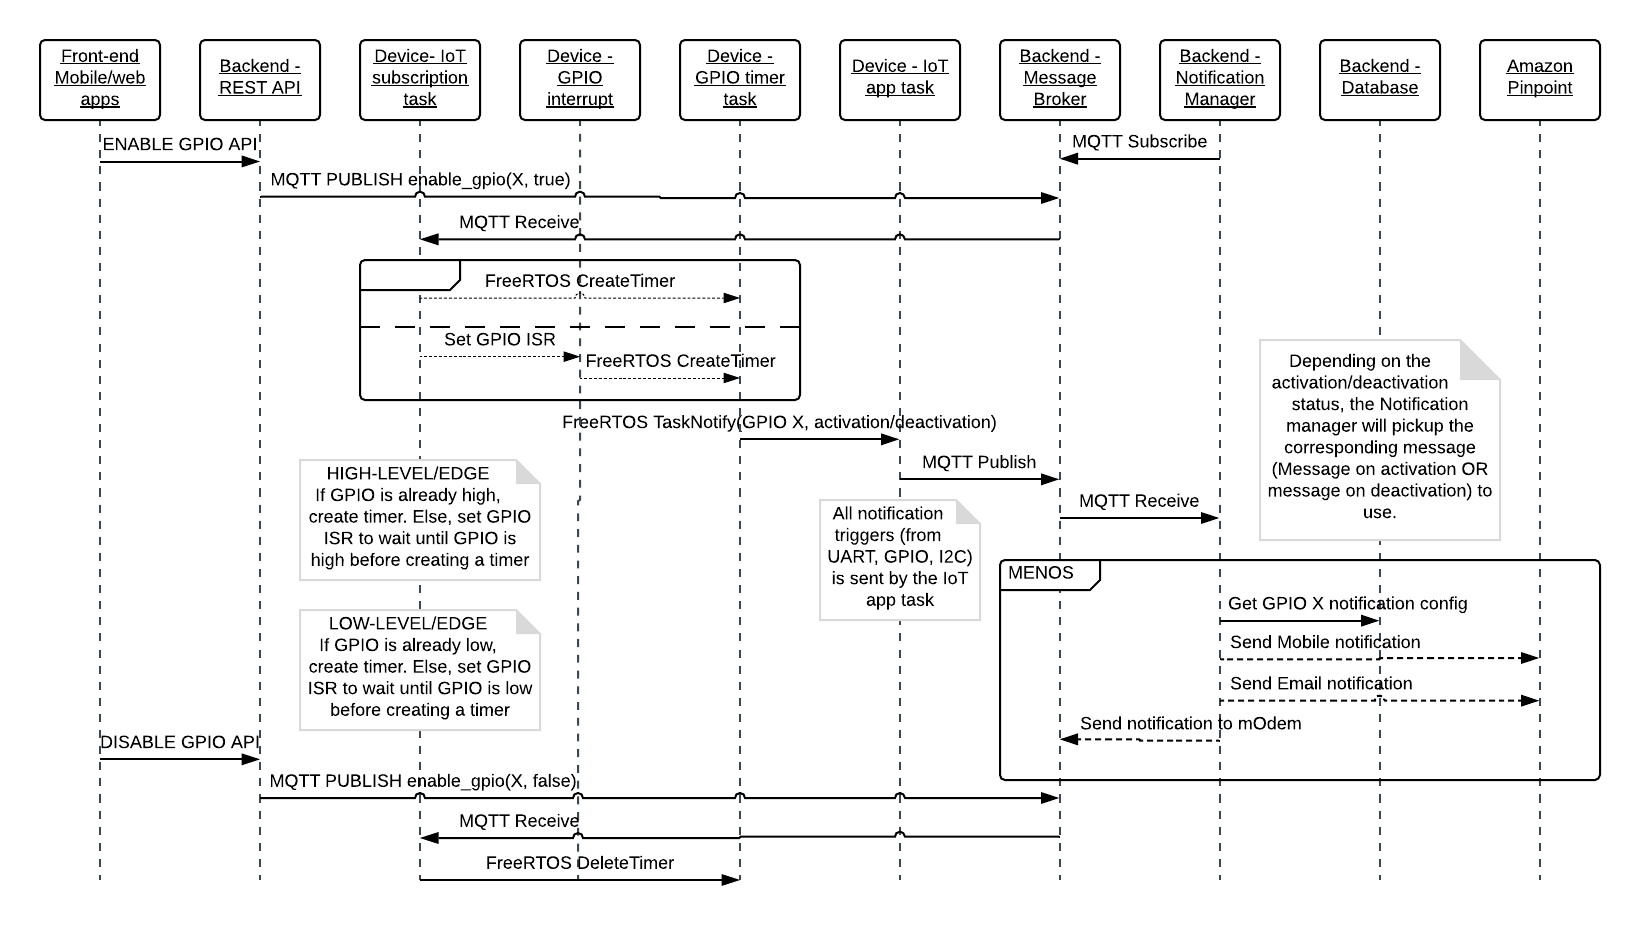 Front-end
Mobile/web
apps
Backend -
REST API
Device- IoT
subscription
task
Device -
GPIO
interrupt
Device -
GPIO timer
task
Device - IoT
app task
Backend -
Message
Broker
Backend -
Notification
Manager
Backend -
Database
Amazon
Pinpoint
ENABLE GPIO API
MQTT Subscribe
MQTT PUBLISH enable_gpio(X, true)
MQTT Receive
FreeRTOS CreateTimer
Set GPIO ISR
FreeRTOS CreateTimer
Depending on the
activation/deactivation
status, the Notification
manager will pickup the
corresponding message
(Message on activation OR
message on deactivation) to
use.
FreeRTOS TaskNotify(GPIO X, activation/deactivation)
MQTT Publish
HIGH-LEVEL/EDGE
If GPIO is already high,
create timer. Else, set GPIO
ISR to wait until GPIO is
high before creating a timer
MQTT Receive
All notification
triggers (from
UART, GPIO, I2C)
is sent by the IoT
app task
MENOS
Get GPIO X notification config
Send Mobile notification
Send Email notification
Send notification to mOdem
LOW-LEVEL/EDGE
If GPIO is already low,
create timer. Else, set GPIO
ISR to wait until GPIO is low
before creating a timer
DISABLE GPIO API
MQTT PUBLISH enable_gpio(X, false)
MQTT Receive
FreeRTOS DeleteTimer